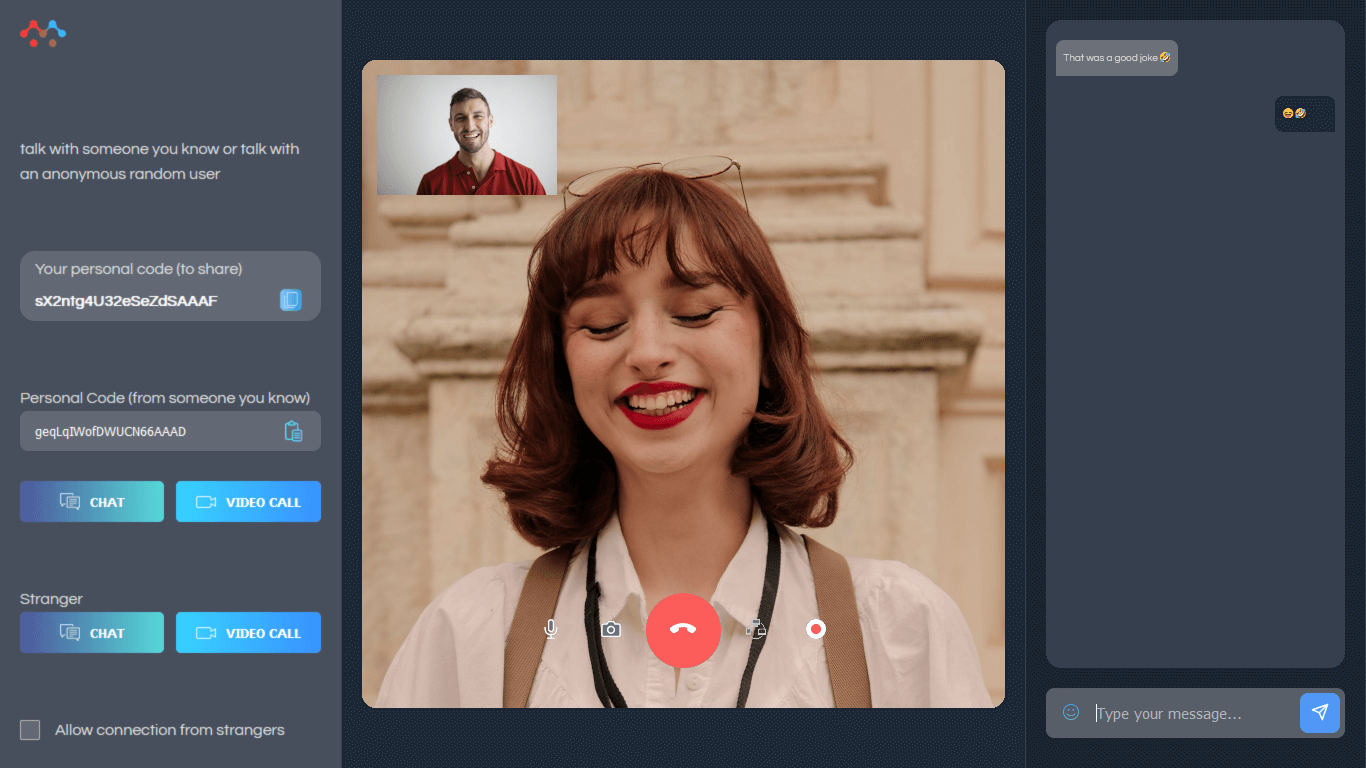 talk with someone you know or talk with
an anonymous random user
Your personal code (to share)
sX2ntg4U32eSeZdSAAAF
Personal Code (from someone you know)
geqLqIWofDWUCN66AAAD
CHAT
VIDEO CALL
Stranger
CHAT
VIDEO CALL
Allow connection from strangers
That was a good joke🤣
😄🤣
Type your message...